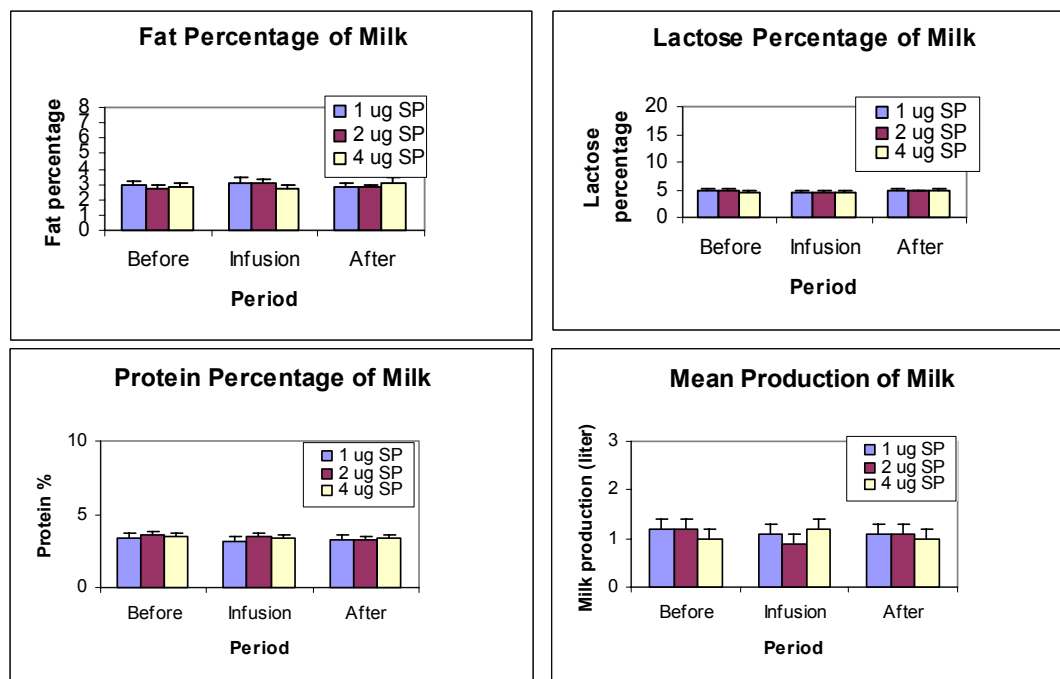 Fat Percentage of Milk
Fat percentage
8
7
6
5
4
3
2
1
0
1 ug SP
2 ug SP
4 ug SP
Before Infusion After
Period
Lactose Percentage of Milk
Lactose
percentage
20
15
10
5
0
1 ug SP
2 ug SP
4 ug SP
Before Infusion After
Period
Protein Percentage of Milk
Protein %
10
5
0
1 ug SP
2 ug SP
4 ug SP
Before Infusion After
Period
Mean Production of Milk
Milk production (liter)
3
2
1
0
1 ug SP
2 ug SP
4 ug SP
Before Infusion After
Period